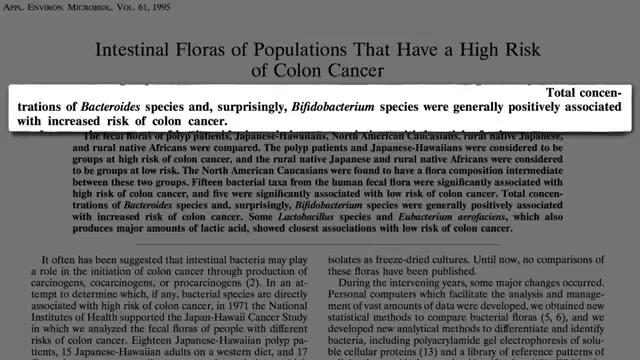 APPL. ENVIRON. MICROBIOL. VOL. 61, 1995
Intestinal Floras of Populations That Have a High Risk
of Colon Cancer
Total concen-
trations of Bacteroides species and, surprisingly, Bifidobacterium species were generally positively associated
with increased risk of colon cancer.
The fecal floras of polyp patients, Japanese-Hawaiians, North American Caucasians, rural native Japanese,
and rural native Africans were compared. The polyp patients and Japanese-Hawaiians were considered to be
groups at high risk of colon cancer, and the rural native Japanese and rural native Africans were considered
to be groups at low risk. The North American Caucasians were found to have a flora composition intermediate
between these two groups. Fifteen bacterial taxa from the human fecal flora were significantly associated with
high risk of colon cancer, and five were significantly associated with low risk of colon cancer. Total concen-
trations of Bacteroides species and, surprisingly, Bifidobacterium species were generally positively associated
with increased risk of colon cancer. Some Lactobacillus species and Eubacterium aerofaciens, which also
produces major amounts of lactic acid, showed closest associations with low risk of colon cancer.
It often has been suggested that intestinal bacteria may play
a role in the initiation of colon cancer through production of
carcinogens, cocarcinogens, or procarcinogens (2). In an at-
tempt to determine which, if any, bacterial species are directly
associated with high risk of colon cancer, in 1971 the National
Institutes of Health supported the Japan-Hawaii Cancer Study
in which we analyzed the fecal floras of people with different
risks of colon cancer. Eighteen Japanese-Hawaiian polyp pa-
tients, 15 Japanese-Hawaiian adults on a western diet, and 17
isolates as freeze-dried cultures. Until now, no comparisons of
these floras have been published.
During the intervening years, some major changes occurred.
Personal computers which facilitate the analysis and manage-
ment of vast amounts of data were developed, we obtained new
statistical methods to compare bacterial floras (5, 6), and we
developed new analytical methods to differentiate and identify
bacteria, including polyacrylamide gel electrophoresis of solu-
ble cellular proteins (13) and a library of reference patterns of